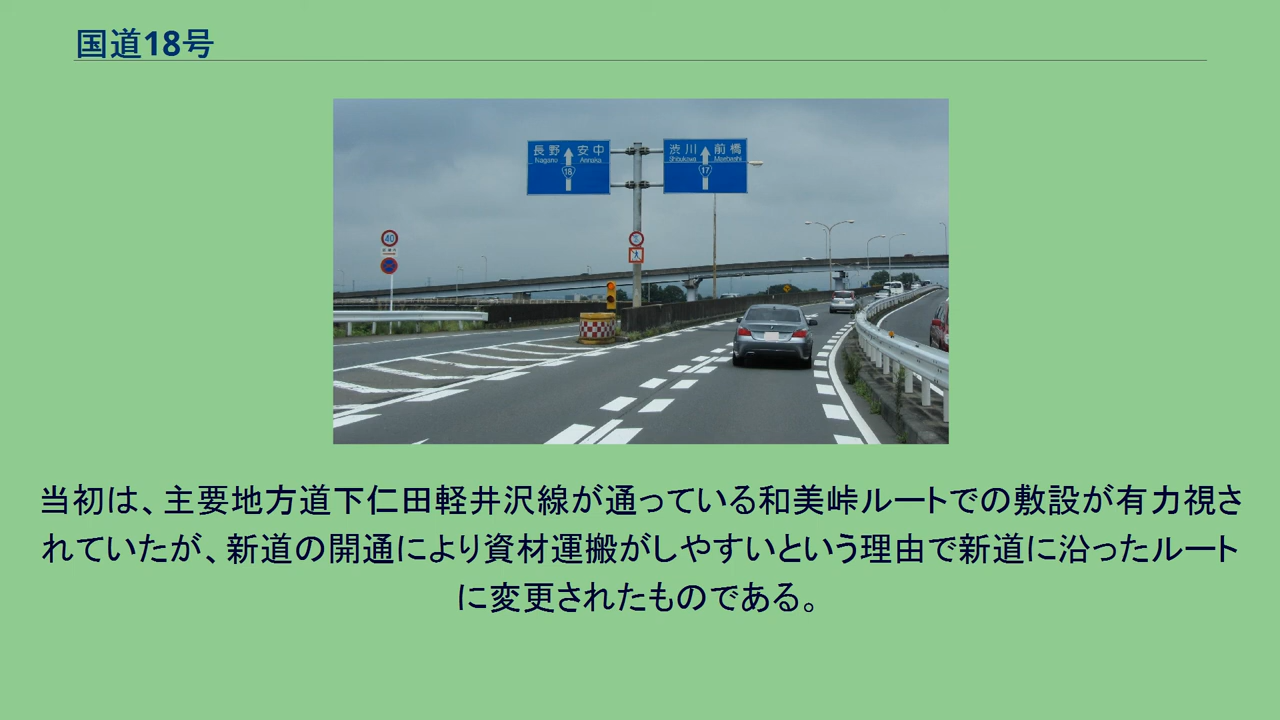 国道18号
長野 安中
Nagano Annaka
18
渋川 前橋
Shibukawa Maebashi
17
40
当初は、主要地方道下仁田軽井沢線が通っている和美峠ルートでの敷設が有力視さ
れていたが、新道の開通により資材運搬がしやすいという理由で新道に沿ったルート
に変更されたものである。